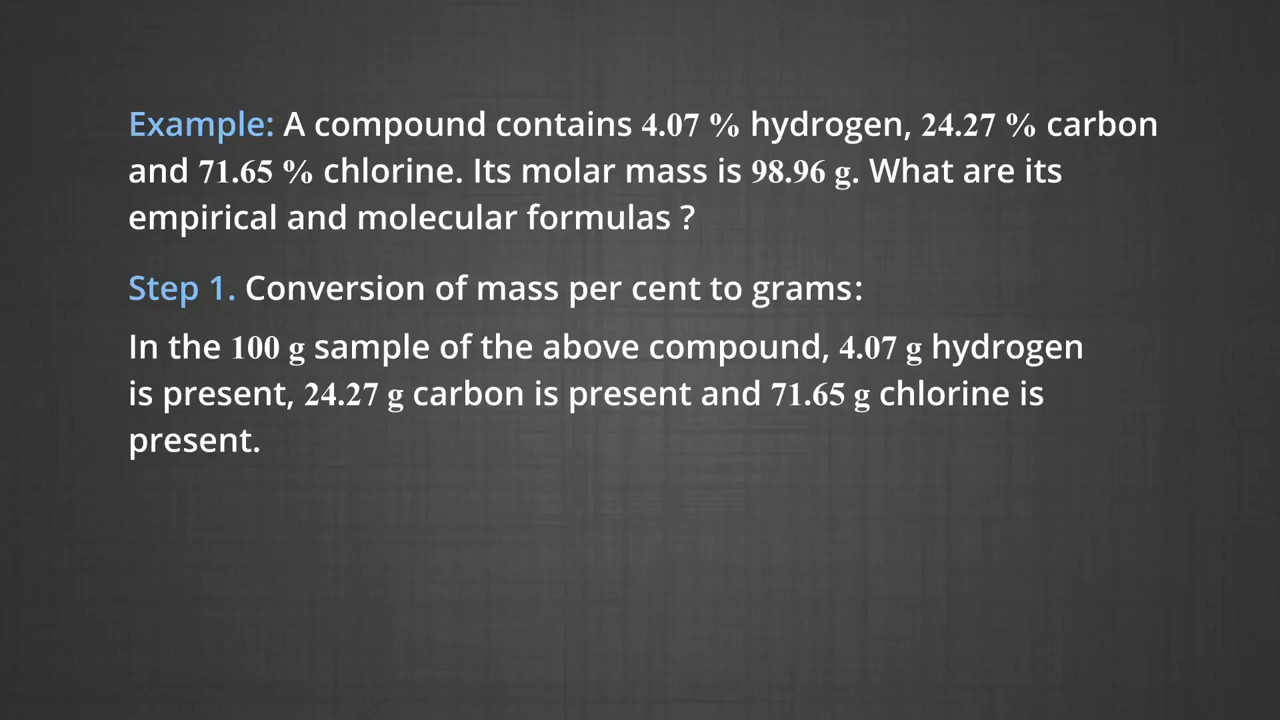 Example: A compound contains 4.07 % hydrogen, 24.27 % carbon
and 71.65 % chlorine. Its molar mass is 98.96 g. What are its
empirical and molecular formulas ?
Step 1. Conversion of mass per cent to grams:
In the 100 g sample of the above compound, 4.07 g hydrogen
is present, 24.27 g carbon is present and 71.65 g chlorine is
present.